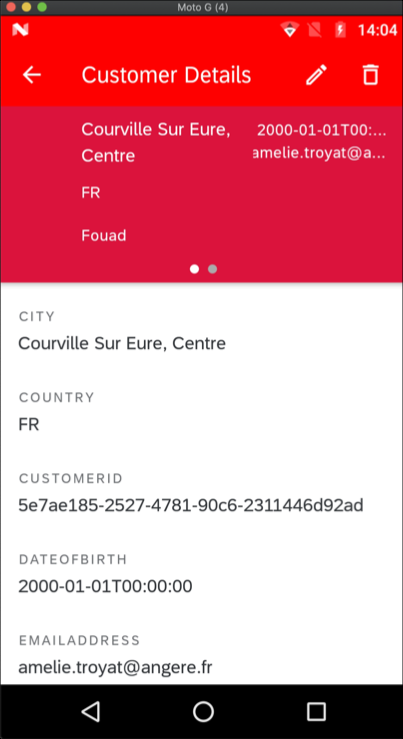 Moto G (4)
14:04
Customer Details
Courville Sur Eure,
Centre
2000-01-01T00:...
amelie.troyat@a...
FR
Fouad
CITY
Courville Sur Eure, Centre
COUNTRY
FR
CUSTOMERID
5e7ae185-2527-4781-90c6-2311446d92ad
DATEOFBIRTH
2000-01-01T00:00:00
EMAILADDRESS
amelie.troyat@angere.fr